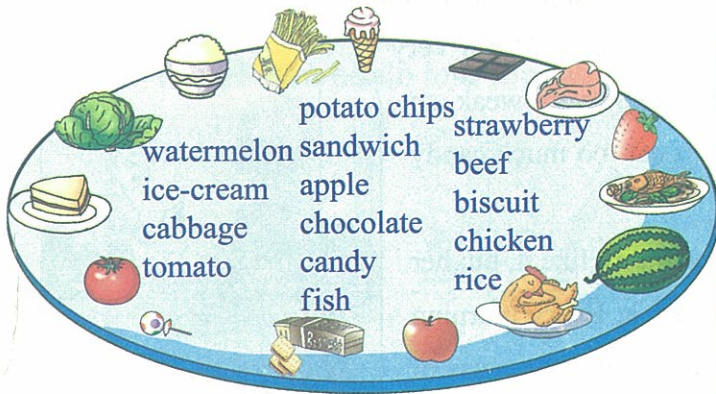 watermelon
ice-cream
cabbage
tomato
potato chips
sandwich
apple
chocolate
candy
fish
strawberry
beef
biscuit
chicken
rice